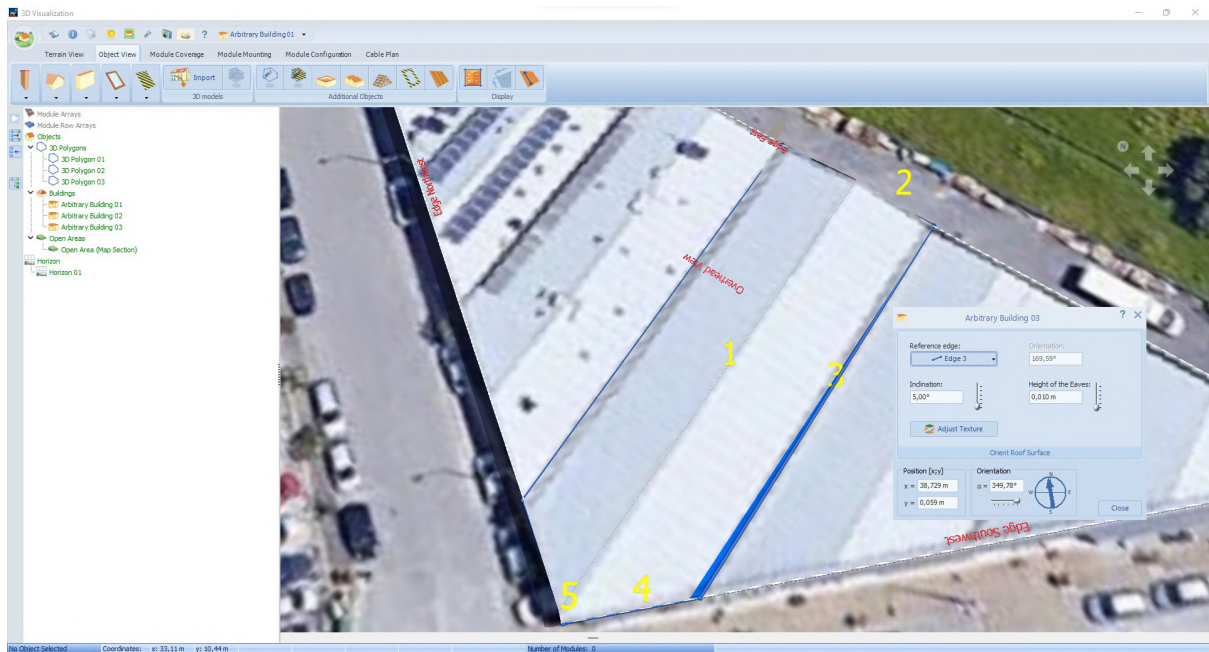 3D Visualization
? Arbitrary Building 01
Terrain View Object View Module Coverage Module Mounting Module Configuration Cable Plan
Import
3D models Additional Objects Display
Module Arrays
Module Row Arrays
Objects
3D Polygons
3D Polygon 01
3D Polygon 02
3D Polygon 03
Buildings
Arbitrary Building 01
Arbitrary Building 02
Arbitrary Building 03
Open Areas
Open Area (Map Section)
Horizon
Horizon 01
Edge Northwest
Edge East
Overhead View
Edge Southwest
N
2
1
3
4
5
Arbitrary Building 03 ?
Reference edge: Orientation:
Edge 3 169,59°
Inclination: Height of the Eaves:
5,00° 0,010 m
Adjust Texture
Orient Roof Surface
Position [x;y] Orientation
x = 38,729 m α = 349,78°
y = 0,059 m
N
W E
S
Close
No Object Selected Coordinates: x: 33,11 m y: 10,44 m Number of Modules: 0